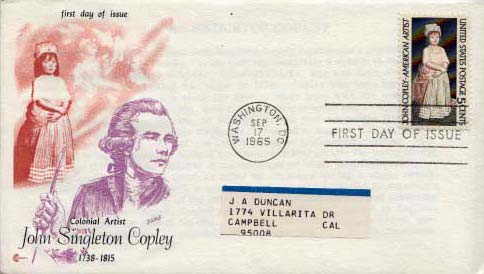 first day of issue
Colonial Artist
John Singleton Copley
1738-1815
WASHINGTON, DC
SEP
17
1965
JOHN COPLEY·AMERICAN ARTIST
UNITED STATES POSTAGE 5 CENTS
FIRST DAY OF ISSUE
J A DUNCAN
1774 VILLARITA DR
CAMPBELL CAL
95008